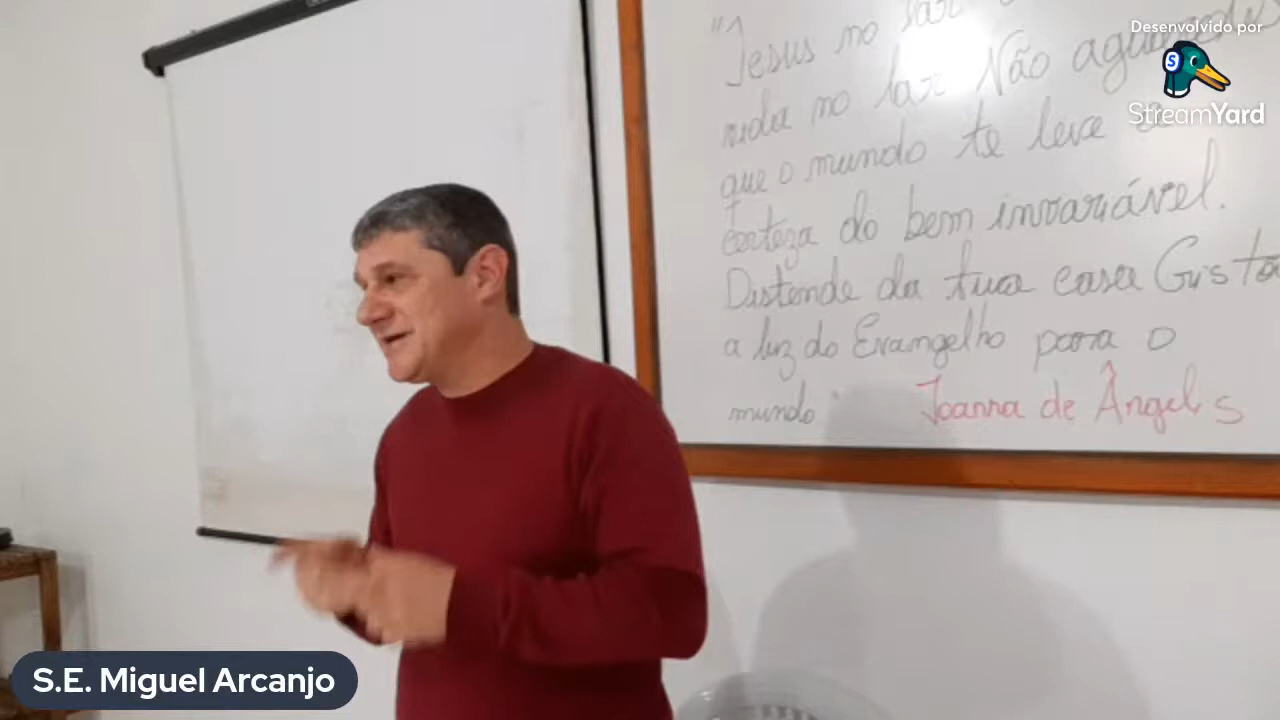 "Jesus no lar
vida no lar Não aguardes
que o mundo te leve a
certeza do bem invariável.
Distende da tua casa Cristã
a luz do Evangelho para o
mundo"
Joanna de Ângelis
Desenvolvido por
StreamYard
S.E. Miguel Arcanjo